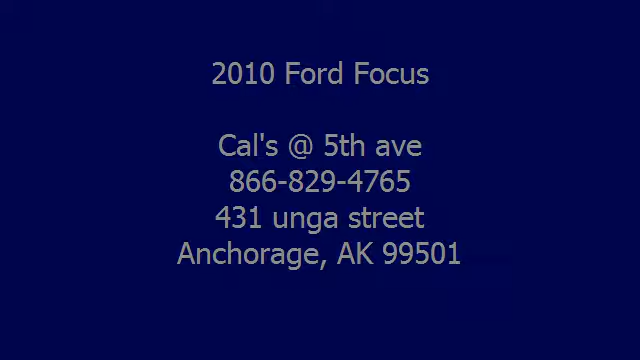 2010 Ford Focus
Cal's @ 5th ave
866-829-4765
431 unga street
Anchorage, AK 99501